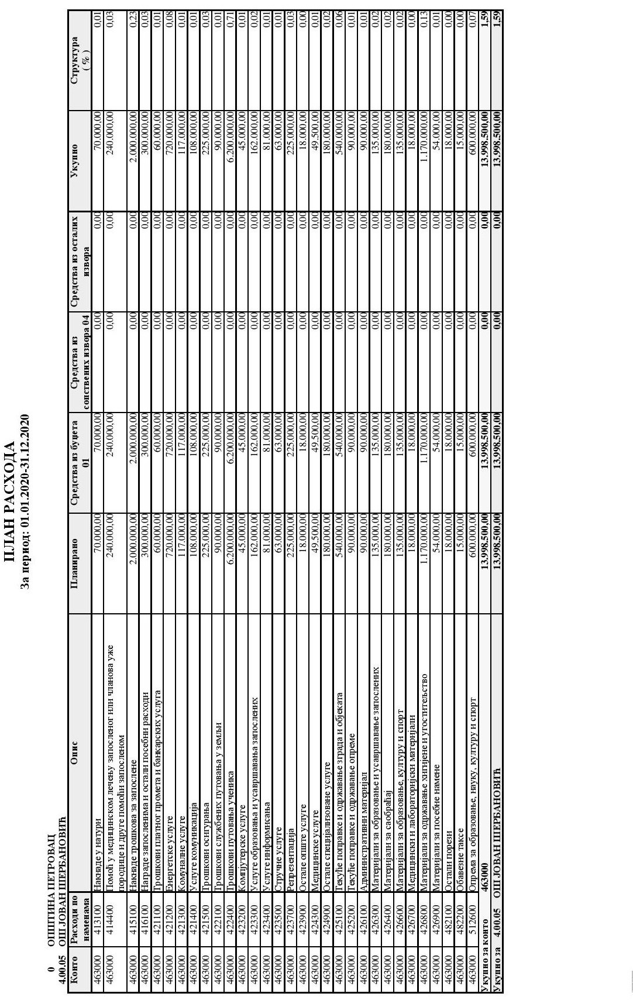 ПЛАН РАСХОДА
За период: 01.01.2020-31.12.2020
0 ОПШТИНА ПЕТРОВАЦ
4.00.05 ОШ ЈОВАН ШЕРБАНОВИЋ
Конто Расходи по наменама Опис Планирано Средства из буџета 01 Средства из сопствених извора 04 Средства из осталих извора Укупно Структура ( % )
463000 413100 Накнаде у натури 70.000,00 70.000,00 0,00 0,00 70.000,00 0,01
463000 414400 Помоћ у медицинском лечењу запосленог или чланова уже 240.000,00 240.000,00 0,00 0,00 240.000,00 0,03
породице и друге помоћи запосленом
463000 415100 Накнаде трошкова за запослене 2.000.000,00 2.000.000,00 0,00 0,00 2.000.000,00 0,23
463000 416100 Награде запосленима и остали посебни расходи 300.000,00 300.000,00 0,00 0,00 300.000,00 0,03
463000 421100 Трошкови платног промета и банкарских услуга 60.000,00 60.000,00 0,00 0,00 60.000,00 0,01
463000 421200 Енергетске услуге 720.000,00 720.000,00 0,00 0,00 720.000,00 0,08
463000 421300 Комуналне услуге 117.000,00 117.000,00 0,00 0,00 117.000,00 0,01
463000 421400 Услуге комуникација 108.000,00 108.000,00 0,00 0,00 108.000,00 0,01
463000 421500 Трошкови осигурања 225.000,00 225.000,00 0,00 0,00 225.000,00 0,03
463000 422100 Трошкови службених путовања у земљи 90.000,00 90.000,00 0,00 0,00 90.000,00 0,01
463000 422400 Трошкови путовања ученика 6.200.000,00 6.200.000,00 0,00 0,00 6.200.000,00 0,71
463000 423200 Компјутерске услуге 45.000,00 45.000,00 0,00 0,00 45.000,00 0,01
463000 423300 Услуге образовања и усавршавања запослених 162.000,00 162.000,00 0,00 0,00 162.000,00 0,02
463000 423400 Услуге информисања 81.000,00 81.000,00 0,00 0,00 81.000,00 0,01
463000 423500 Стручне услуге 63.000,00 63.000,00 0,00 0,00 63.000,00 0,01
463000 423700 Репрезентација 225.000,00 225.000,00 0,00 0,00 225.000,00 0,03
463000 423900 Остале опште услуге 18.000,00 18.000,00 0,00 0,00 18.000,00 0,00
463000 424300 Медицинске услуге 49.500,00 49.500,00 0,00 0,00 49.500,00 0,01
463000 424900 Остале специјализоване услуге 180.000,00 180.000,00 0,00 0,00 180.000,00 0,02
463000 425100 Текуће поправке и одржавање зграда и објеката 540.000,00 540.000,00 0,00 0,00 540.000,00 0,06
463000 425200 Текуће поправке и одржавање опреме 90.000,00 90.000,00 0,00 0,00 90.000,00 0,01
463000 426100 Административни материјал 90.000,00 90.000,00 0,00 0,00 90.000,00 0,01
463000 426300 Материјали за образовање и усавршавање запослених 135.000,00 135.000,00 0,00 0,00 135.000,00 0,02
463000 426400 Материјали за саобраћај 180.000,00 180.000,00 0,00 0,00 180.000,00 0,02
463000 426600 Материјали за образовање, културу и спорт 135.000,00 135.000,00 0,00 0,00 135.000,00 0,02
463000 426700 Медицински и лабораторијски материјали 18.000,00 18.000,00 0,00 0,00 18.000,00 0,00
463000 426800 Материјали за одржавање хигијене и угоститељство 1.170.000,00 1.170.000,00 0,00 0,00 1.170.000,00 0,13
463000 426900 Материјали за посебне намене 54.000,00 54.000,00 0,00 0,00 54.000,00 0,01
463000 482100 Остали порези 18.000,00 18.000,00 0,00 0,00 18.000,00 0,00
463000 482200 Обавезне таксе 15.000,00 15.000,00 0,00 0,00 15.000,00 0,00
463000 512600 Опрема за образовање, науку, културу и спорт 600.000,00 600.000,00 0,00 0,00 600.000,00 0,07
Укупно за конто 463000 13.998.500,00 13.998.500,00 0,00 0,00 13.998.500,00 1,59
Укупно за 4.00.05 ОШ ЈОВАН ШЕРБАНОВИЋ 13.998.500,00 13.998.500,00 0,00 0,00 13.998.500,00 1,59